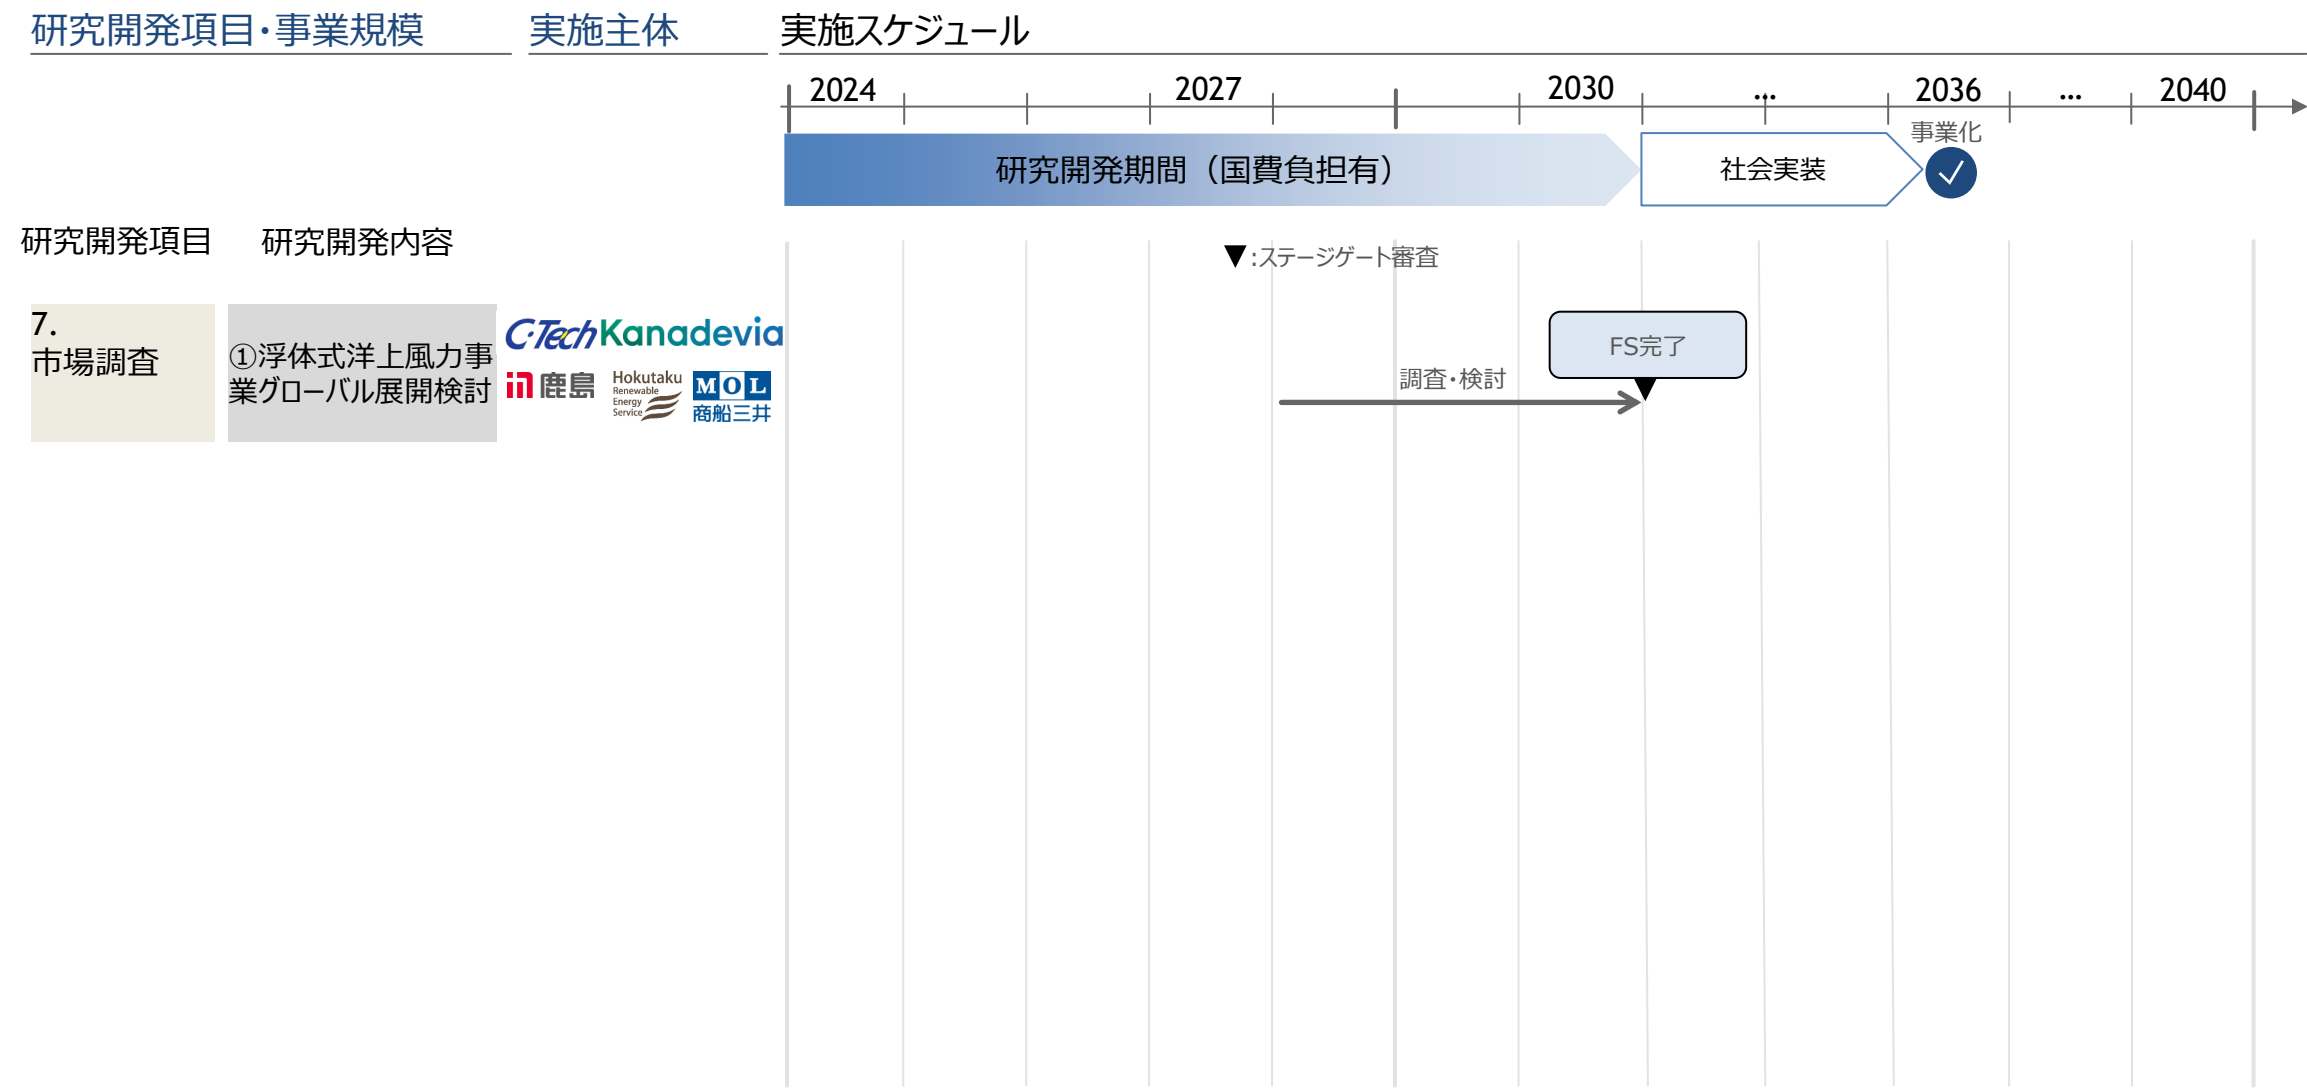 研究開発項目・事業規模
実施主体
実施スケジュール
2024
2027
2030
...
2036
...
2040
研究開発期間（国費負担有）
社会実装
事業化
研究開発項目
研究開発内容
▼:ステージゲート審査
7.
市場調査
①浮体式洋上風力事
業グローバル展開検討
C-Tech
Kanadevia
鹿島
Hokutaku
Renewable
Energy
Service
MOL
商船三井
調査・検討
FS完了